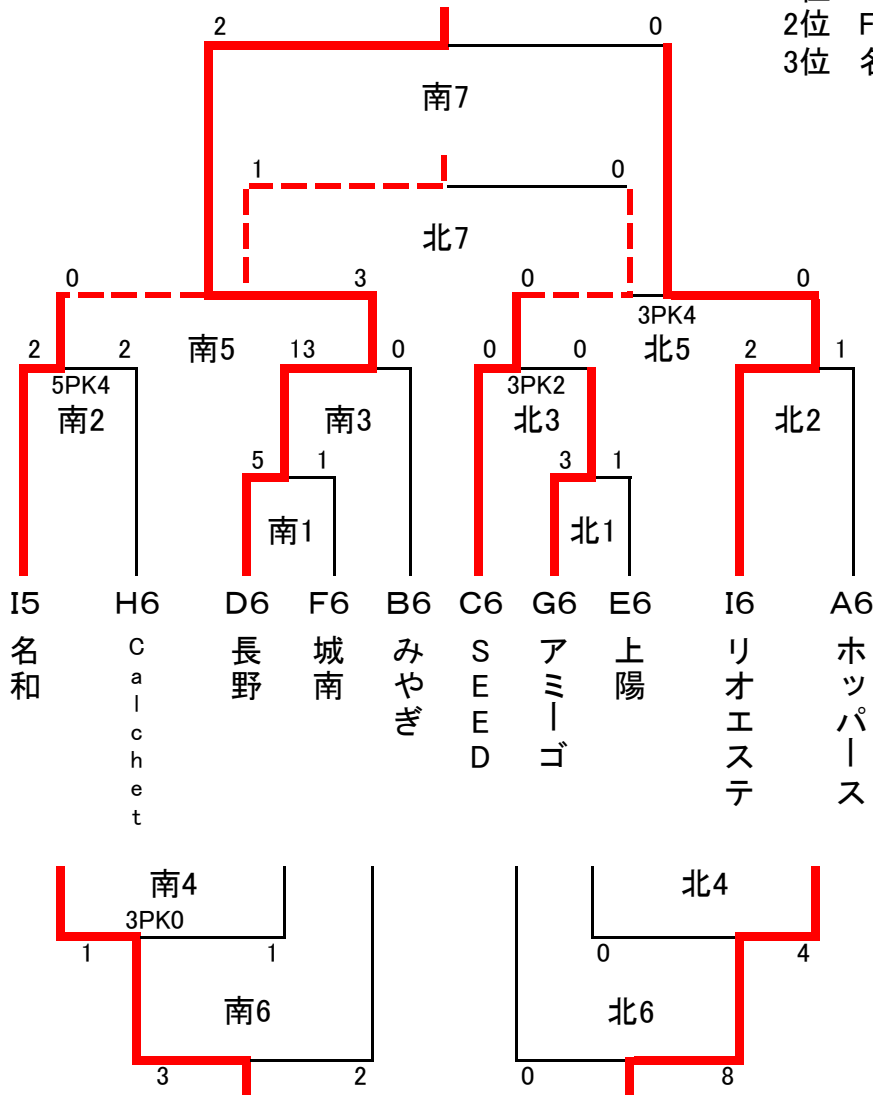 2 0
2位 F
3位 名
南7
1 0
北7
0 3 0 0
3PK4
2 2 南5 13 0 0 0 北5 2 1
5PK4 3PK2
南2 南3 北3 北2
5 1 3 1
南1 北1
I5 H6 D6 F6 B6 C6 G6 E6 I6 A6
名和
Calchet
長野
城南
みやぎ
SEED
アミーゴ
上陽
リオエステ
ホッパース
南4 北4
3PK0
1 1 0 4
南6 北6
3 2 0 8